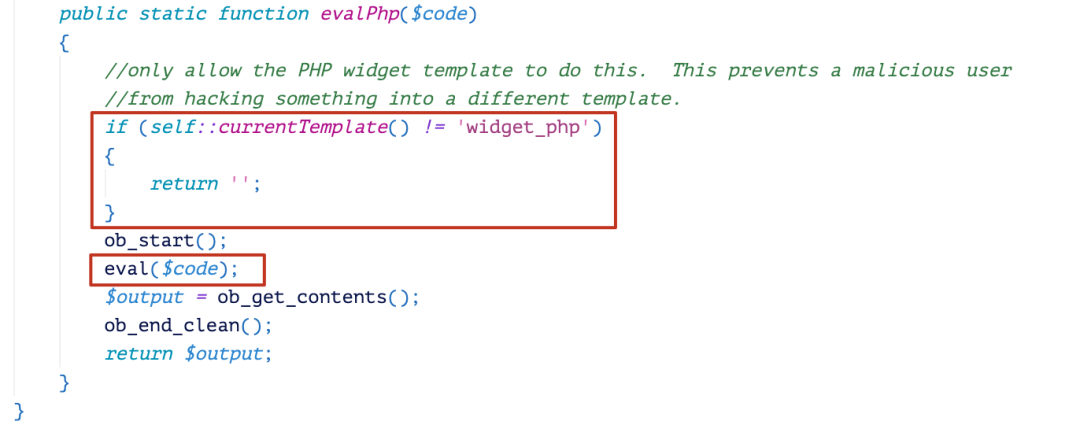 public static function evalPhp($code)
{
//only allow the PHP widget template to do this.  This prevents a malicious user
//from hacking something into a different template.
if (self::currentTemplate() != 'widget_php')
{
return '';
}
ob_start();
eval($code);
$output = ob_get_contents();
ob_end_clean();
return $output;
}
}